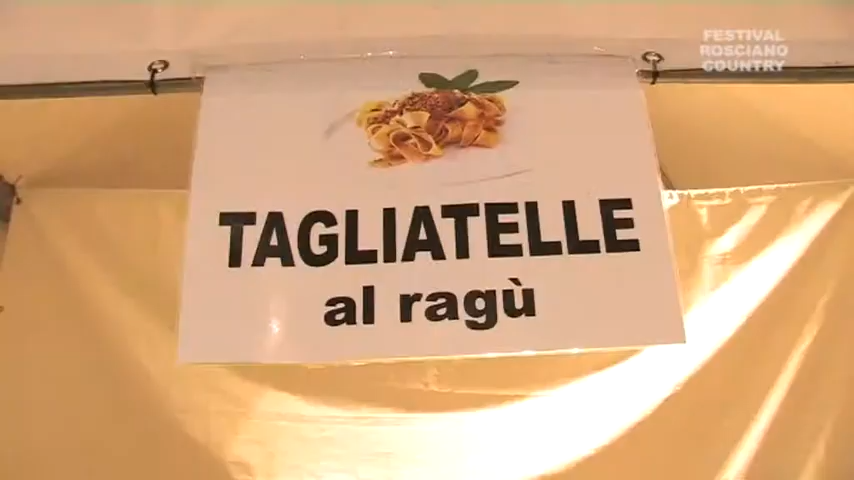 FESTIVAL
ROSCIANO
COUNTRY
TAGLIATELLE
al ragù